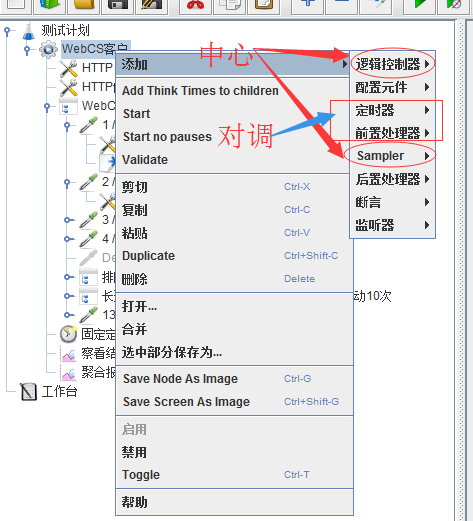 测试计划
WebCS客户
HTTP
HTTP
WebC
1 /
2 /
3 /
4 /
De
排
长
动10次
13
固定定
察看结
聚合报
工作台
添加
Add Think Times to children
Start
Start no pauses
Validate
剪切 Ctrl-X
复制 Ctrl-C
粘贴 Ctrl-V
Duplicate Ctrl+Shift-C
删除 Delete
打开...
合并
选中部分保存为...
Save Node As Image Ctrl-G
Save Screen As Image Ctrl+Shift-G
启用
禁用
Toggle Ctrl-T
帮助
中心
对调
逻辑控制器
配置元件
定时器
前置处理器
Sampler
后置处理器
断言
监听器